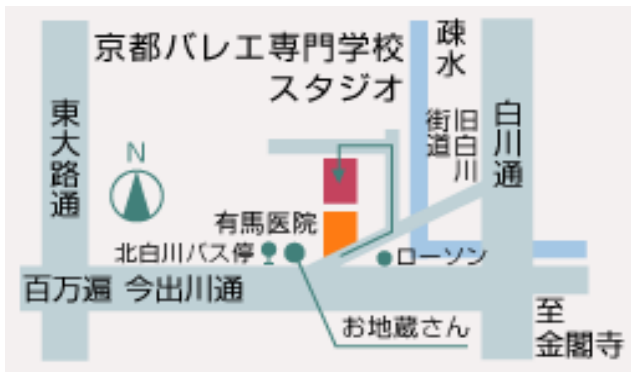 京都バレエ専門学校
スタジオ
疎水
東大路通
旧白川
街道
白川通
N
有馬医院
北白川バス停
ローソン
百万遍 今出川通
お地蔵さん
至
金閣寺